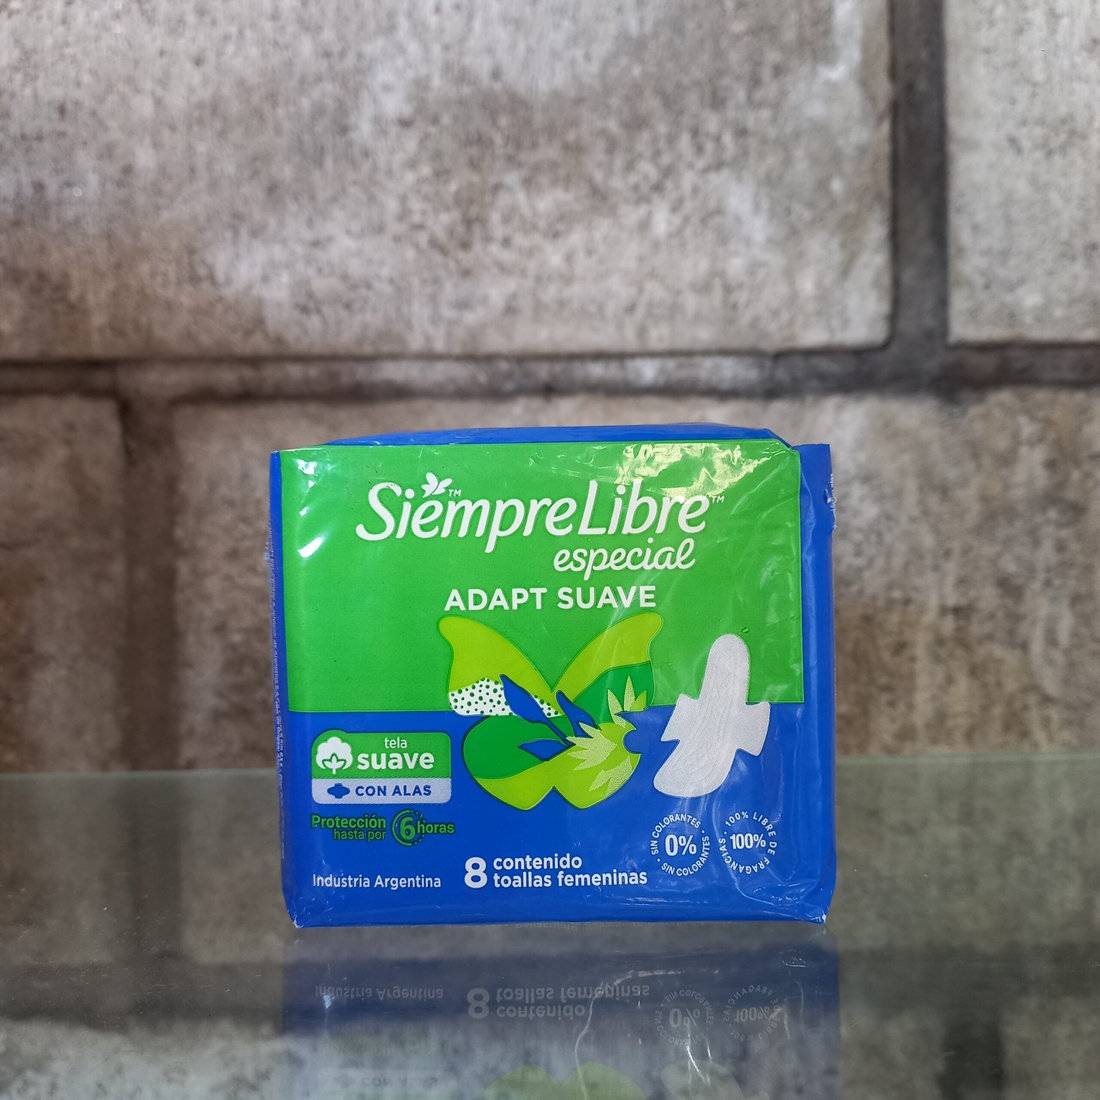 SiempreLibre™
especial
ADAPT SUAVE
tela
suave
CON ALAS
Protección
hasta por 6 horas
Industria Argentina
8 contenido
toallas femeninas
SIN COLORANTES • SIN COLORANTES •
0%
100% LIBRE DE FRAGANCIAS
100%